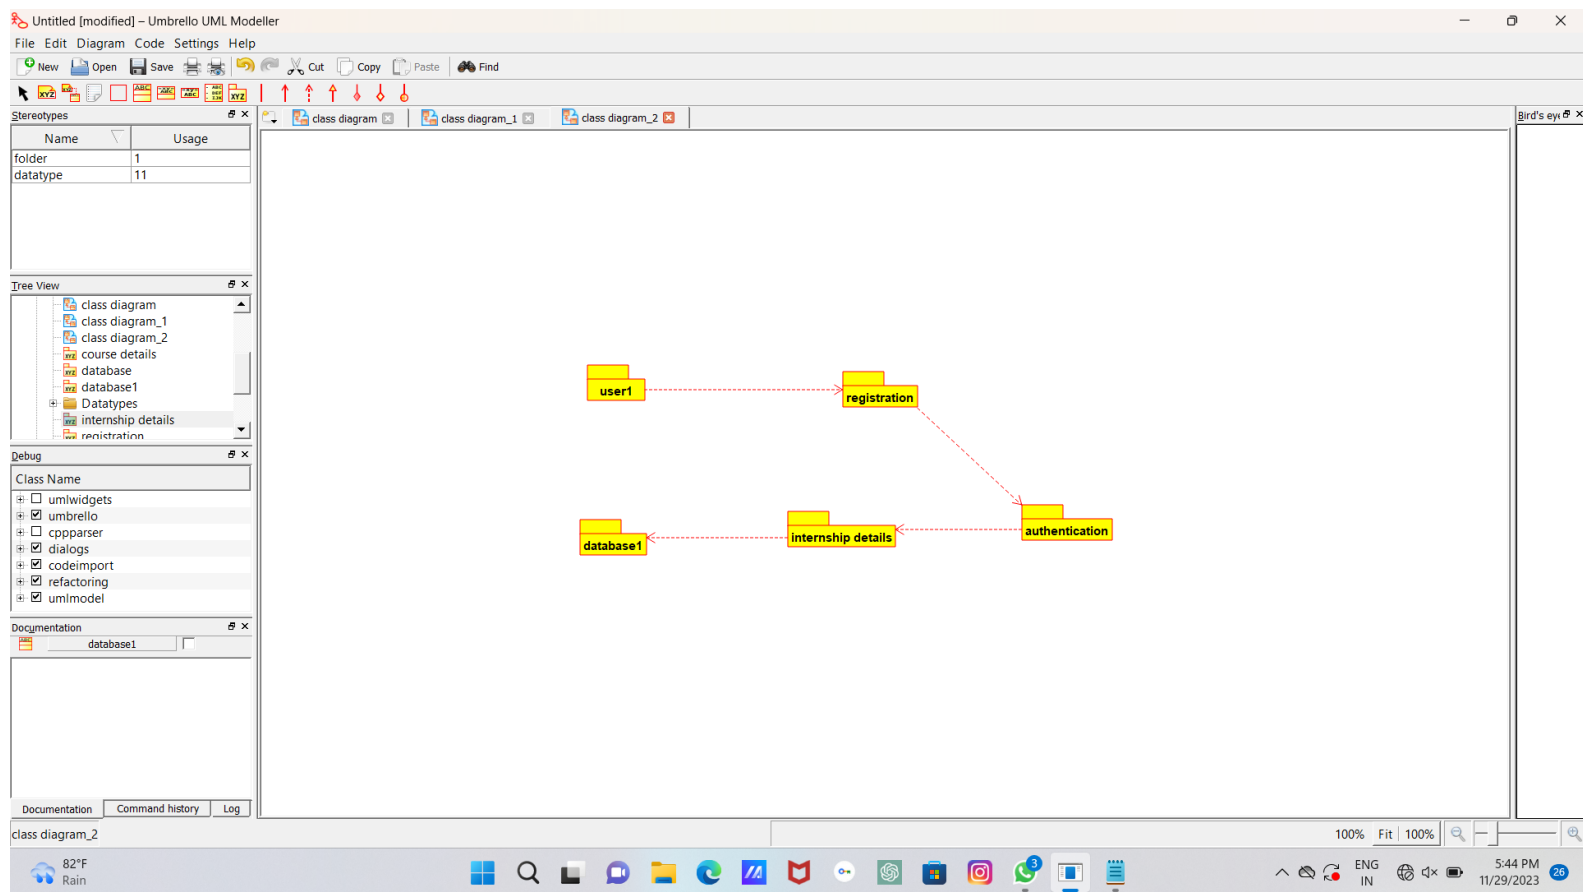 Untitled [modified] – Umbrello UML Modeller
File Edit Diagram Code Settings Help
New Open Save Cut Copy Paste Find
Stereotypes
Name Usage
folder 1
datatype 11
Tree View
class diagram
class diagram_1
class diagram_2
course details
database
database1
Datatypes
internship details
registration
Debug
Class Name
umlwidgets
umbrello
cppparser
dialogs
codeimport
refactoring
umlmodel
Documentation
database1
Documentation Command history Log
class diagram class diagram_1 class diagram_2
user1
registration
authentication
internship details
database1
Bird's eye
class diagram_2
100% Fit 100%
82°F
Rain
3
ENG
IN
5:44 PM
11/29/2023
26